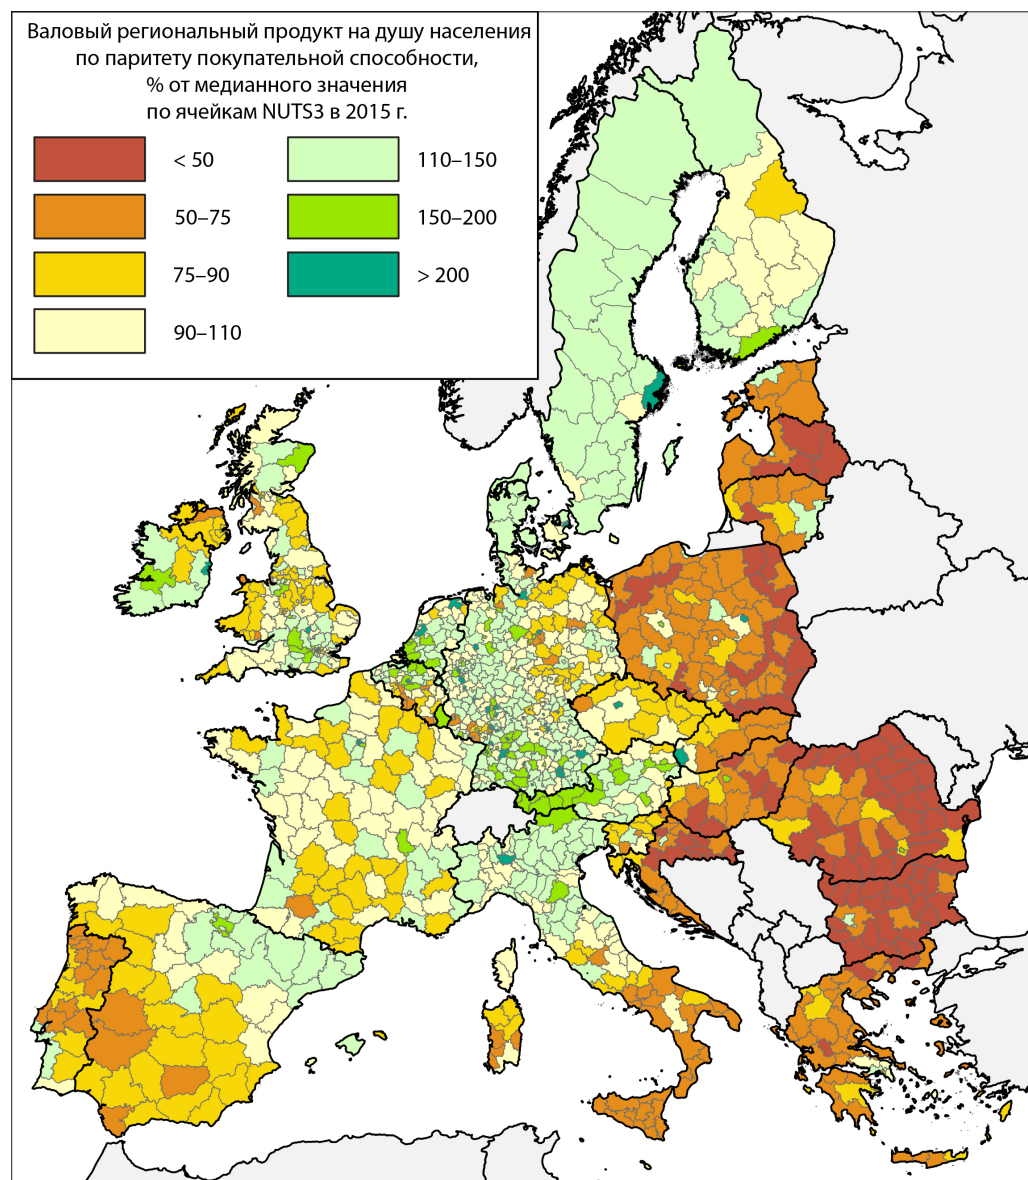 Валовый региональный продукт на душу населения
по паритету покупательной способности,
% от медианного значения
по ячейкам NUTS3 в 2015 г.
< 50
50–75
75–90
90–110
110–150
150–200
> 200